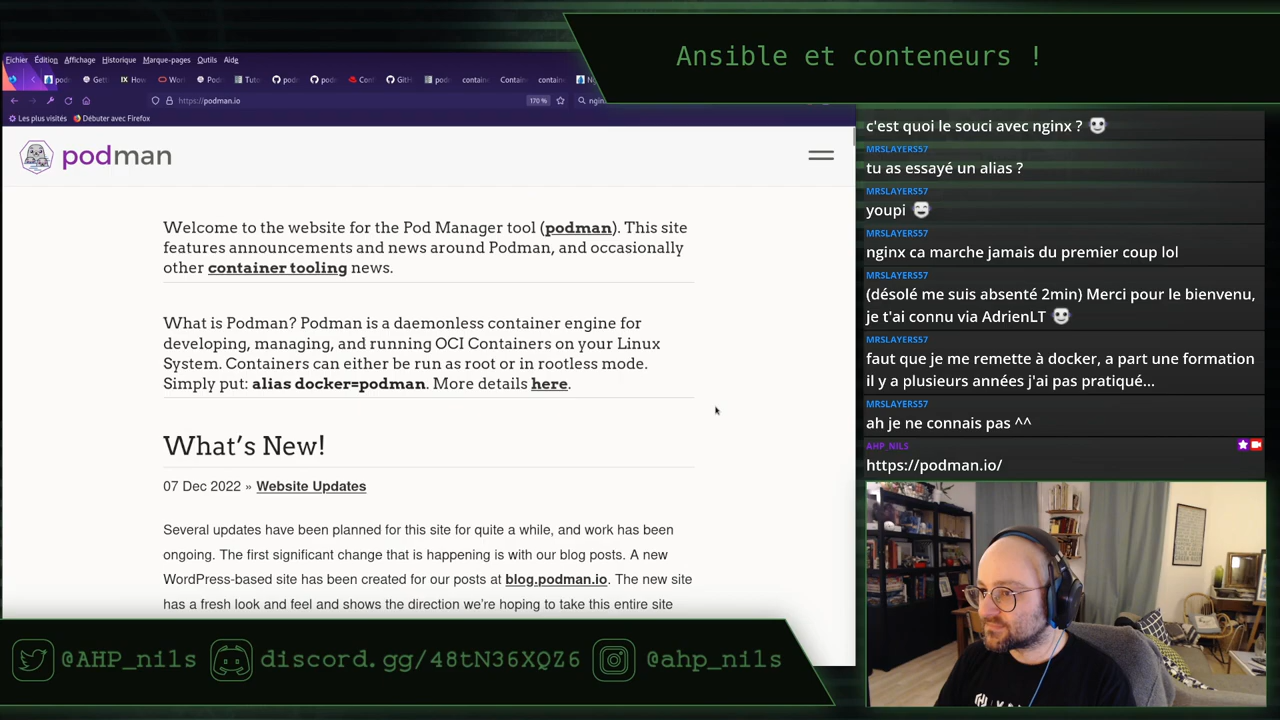 Ansible et conteneurs !
Fichier Édition Affichage Historique Marque-pages Outils Aide
https://podman.io 170 %
Les plus visités Débuter avec Firefox
podman
Welcome to the website for the Pod Manager tool (podman). This site
features announcements and news around Podman, and occasionally
other container tooling news.
What is Podman? Podman is a daemonless container engine for
developing, managing, and running OCI Containers on your Linux
System. Containers can either be run as root or in rootless mode.
Simply put: alias docker=podman. More details here.
What's New!
07 Dec 2022 » Website Updates
Several updates have been planned for this site for quite a while, and work has been
ongoing. The first significant change that is happening is with our blog posts. A new
WordPress-based site has been created for our posts at blog.podman.io. The new site
has a fresh look and feel and shows the direction we're hoping to take this entire site
c'est quoi le souci avec nginx ?
MRSLAYERS57
tu as essayé un alias ?
MRSLAYERS57
youpi
MRSLAYERS57
nginx ca marche jamais du premier coup lol
MRSLAYERS57
(désolé me suis absenté 2min) Merci pour le bienvenu,
je t'ai connu via AdrienLT
MRSLAYERS57
faut que je me remette à docker, a part une formation
il y a plusieurs années j'ai pas pratiqué...
MRSLAYERS57
ah je ne connais pas ^^
AHP_NILS
https://podman.io/
@AHP_nils discord.gg/48tN36XQZ6 @ahp_nils